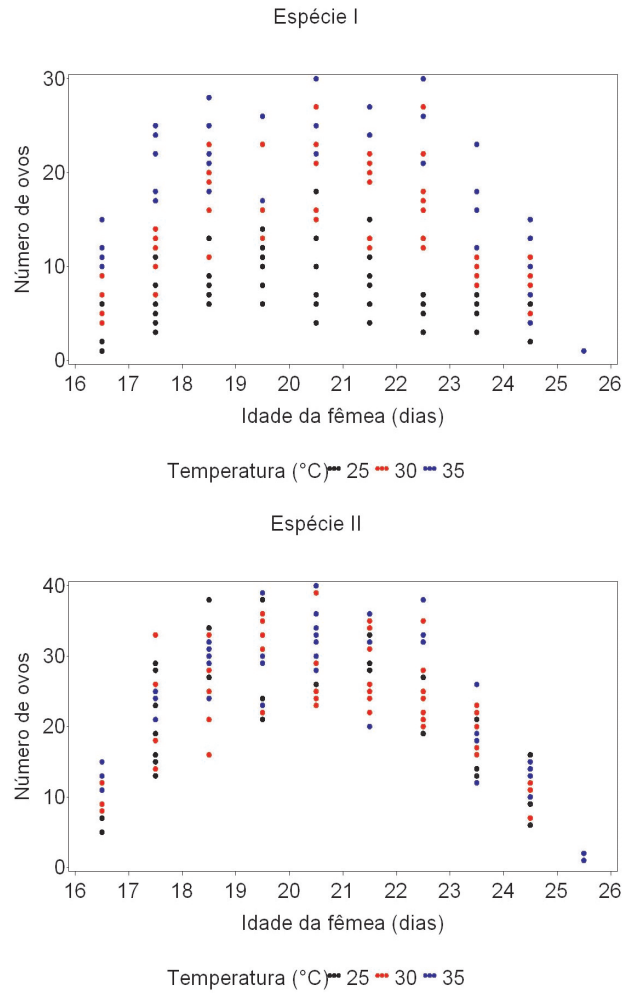 Espécie I
Número de ovos
30
20
10
0
16 17 18 19 20 21 22 23 24 25 26
Idade da fêmea (dias)
Temperatura (°C) 25 30 35
Espécie II
Número de ovos
40
30
20
10
0
16 17 18 19 20 21 22 23 24 25 26
Idade da fêmea (dias)
Temperatura (°C) 25 30 35